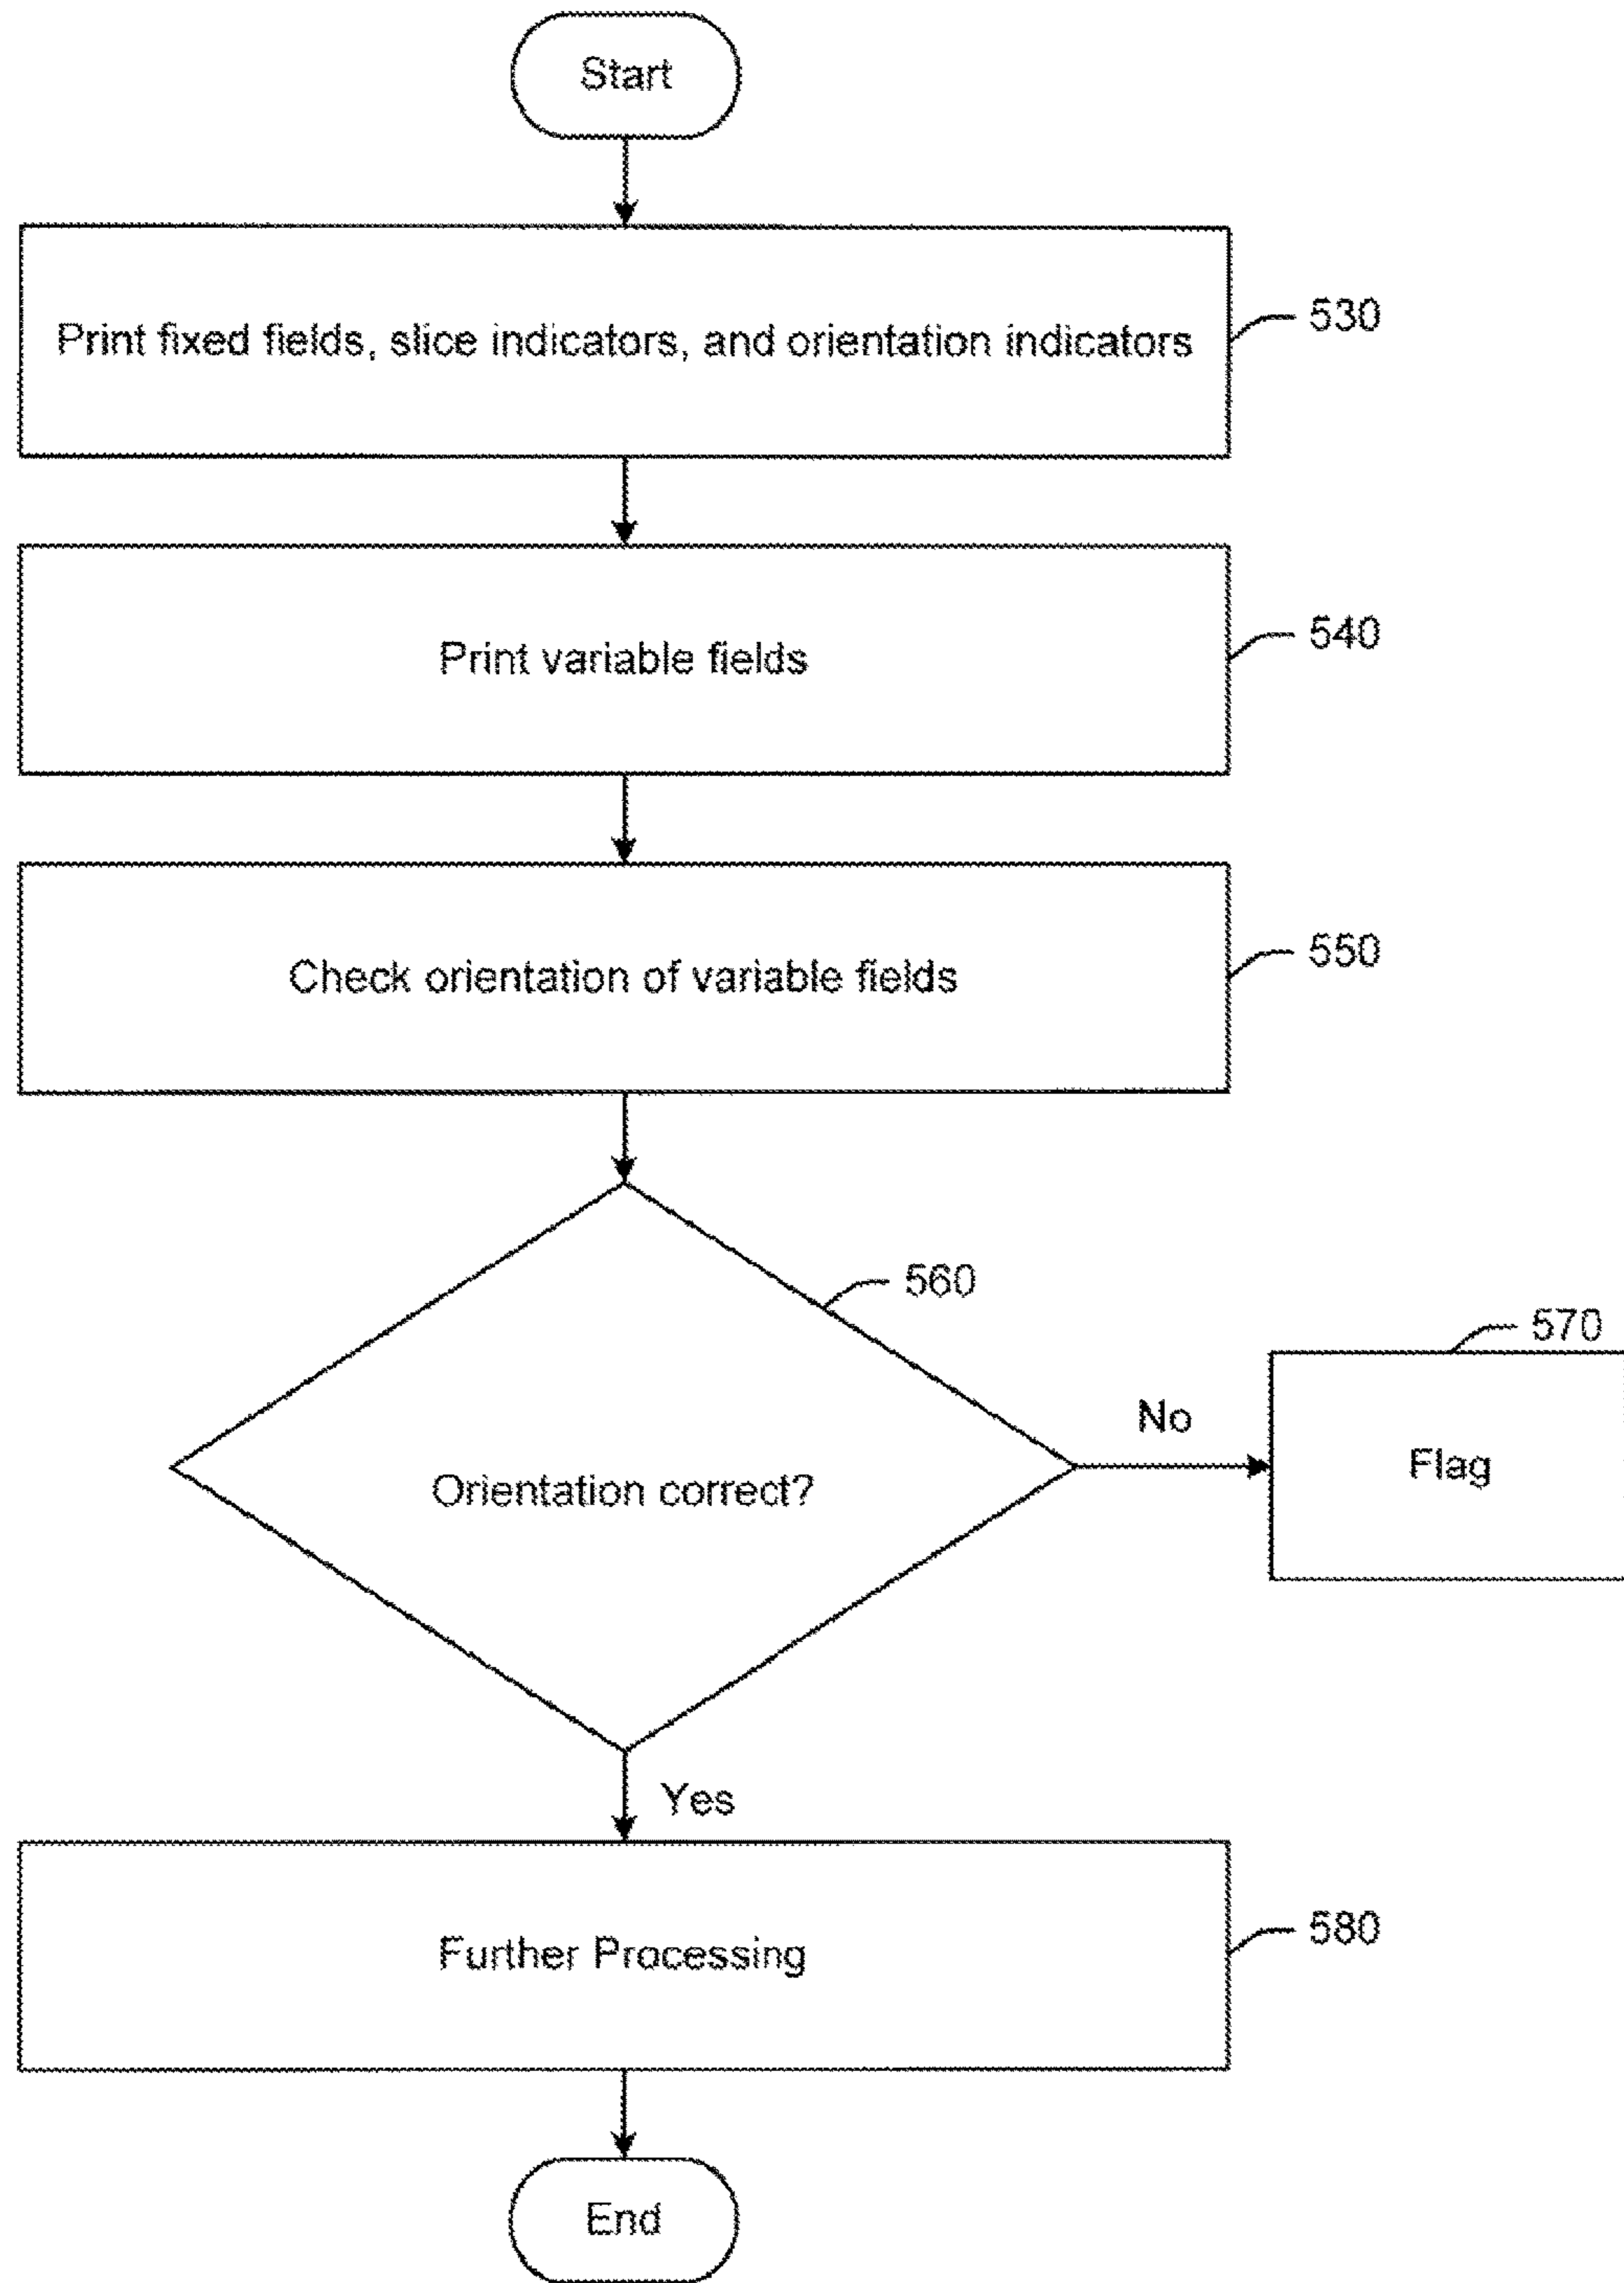 Start
Print fixed fields, slice indicators, and orientation indicators
530
Print variable fields
540
Check orientation of variable fields
550
560
Orientation correct?
570
No
Flag
Yes
Further Processing
580
End